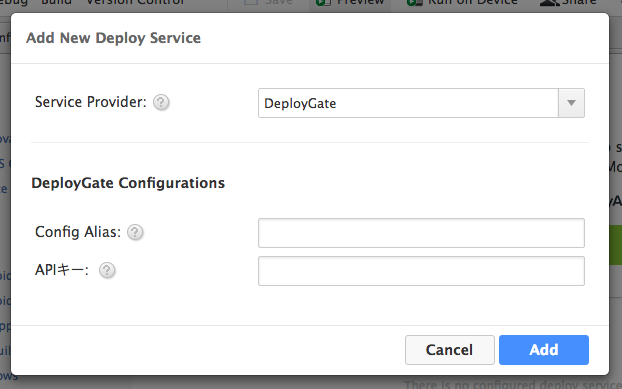 Build
Version Control
Save
Preview
Run on Device
Share
Add New Deploy Service
Service Provider: ?
DeployGate
DeployGate Configurations
Config Alias: ?
APIキー: ?
Cancel
Add
There is no configured deploy service